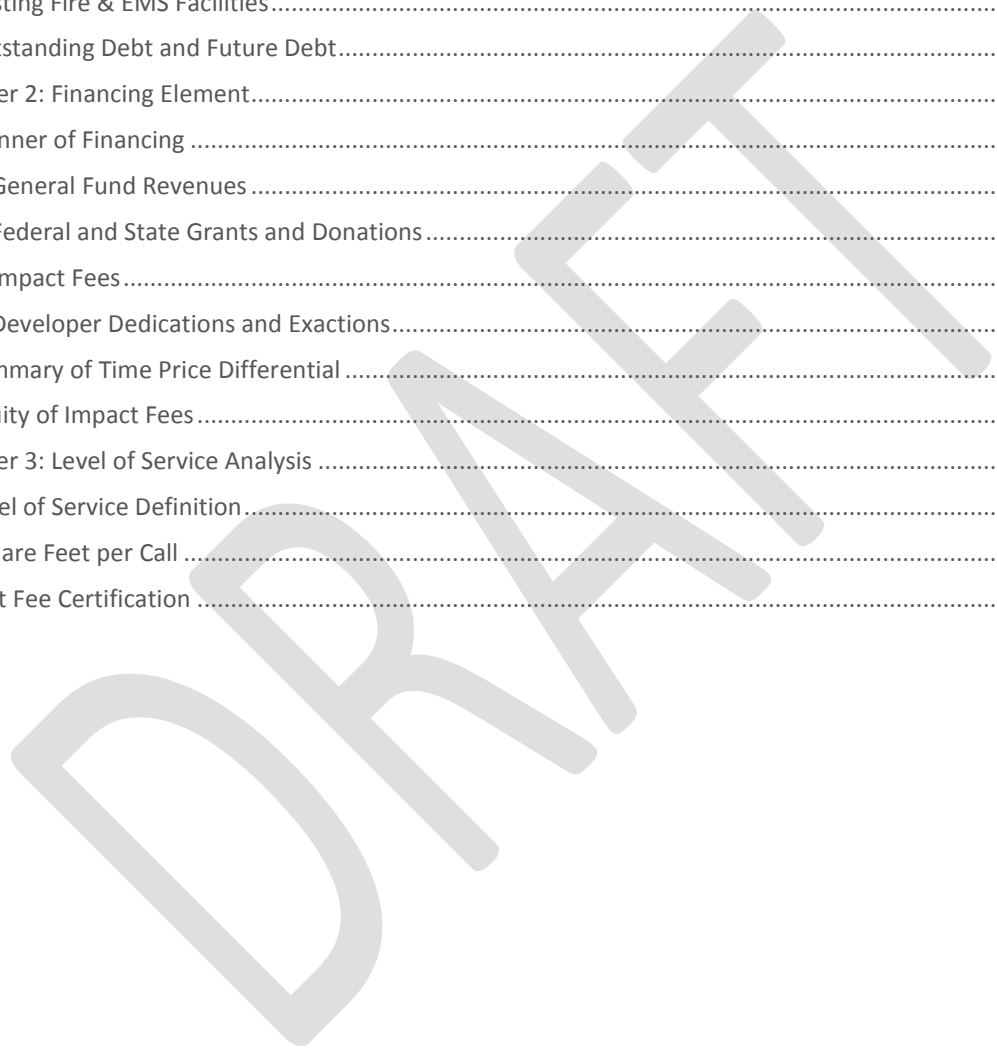 sting Fire & EMS Facilities..........
tstanding Debt and Future Debt..........
er 2: Financing Element..........
nner of Financing ..........
General Fund Revenues ..........
Federal and State Grants and Donations..........
mpact Fees..........
Developer Dedications and Exactions..........
mmary of Time Price Differential ..........
uity of Impact Fees..........
er 3: Level of Service Analysis ..........
el of Service Definition..........
are Feet per Call ..........
t Fee Certification ..........
DRAFT